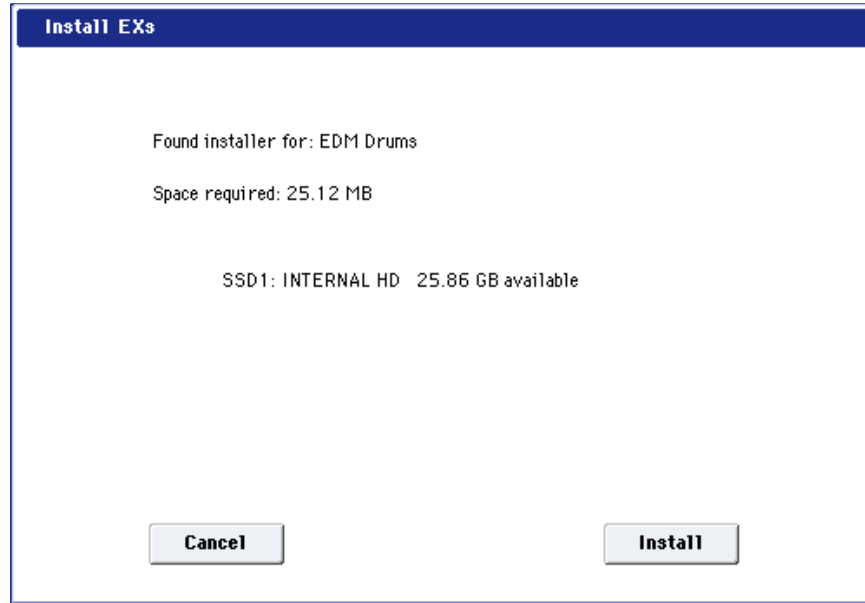 Install EXs
Found installer for: EDM Drums
Space required: 25.12 MB
SSD1: INTERNAL HD 25.86 GB available
Cancel Install